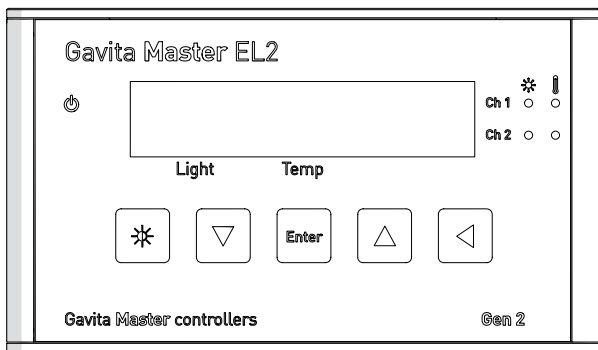 Gavita Master EL2
Ch 1
Ch 2
Light Temp
Enter
Gavita Master controllers Gen 2